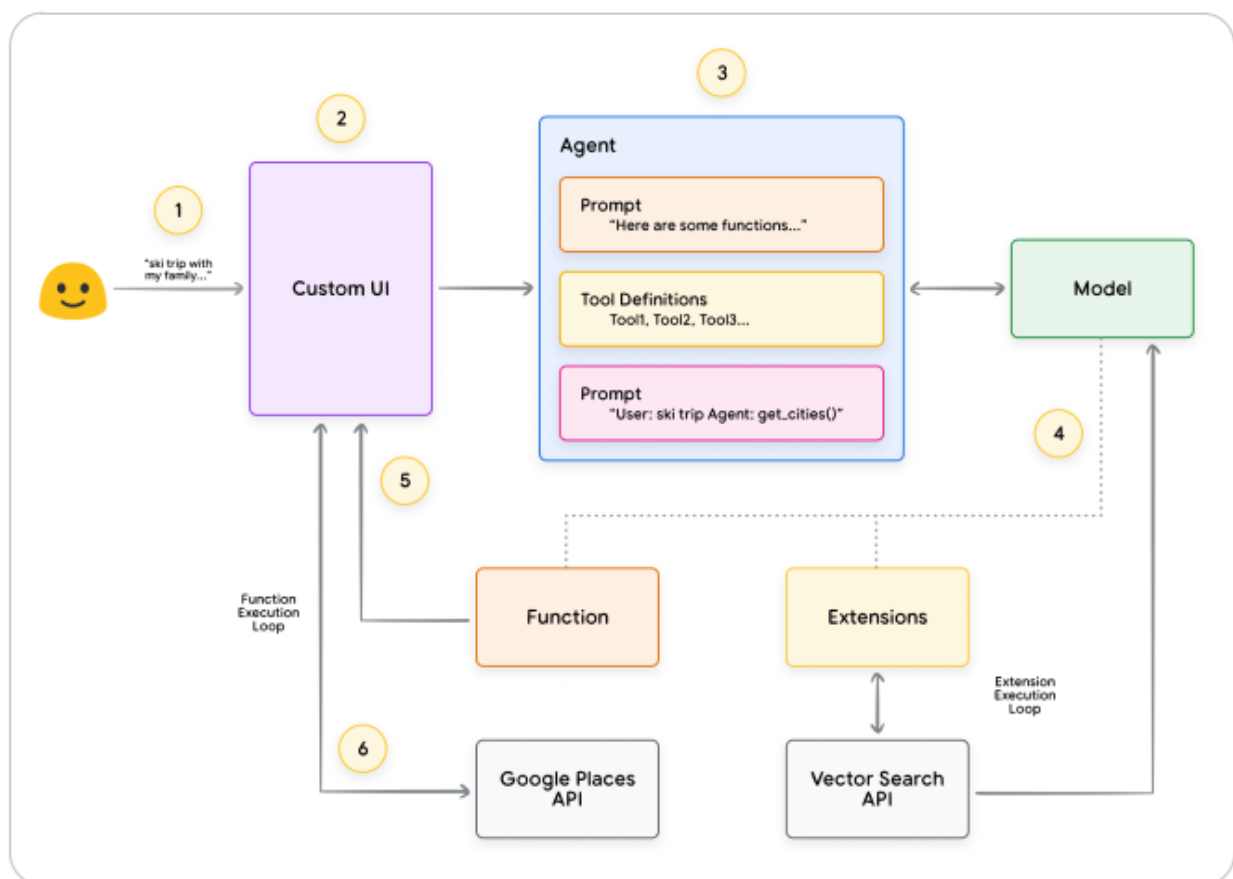 3
2
Agent
Prompt
"Here are some functions..."
1
"ski trip with
my family..."
Custom UI
Tool Definitions
Tool1, Tool2, Tool3...
Model
Prompt
"User: ski trip Agent: get_cities()"
4
5
Function
Execution
Loop
Function
Extensions
Extension
Execution
Loop
6
Google Places
API
Vector Search
API